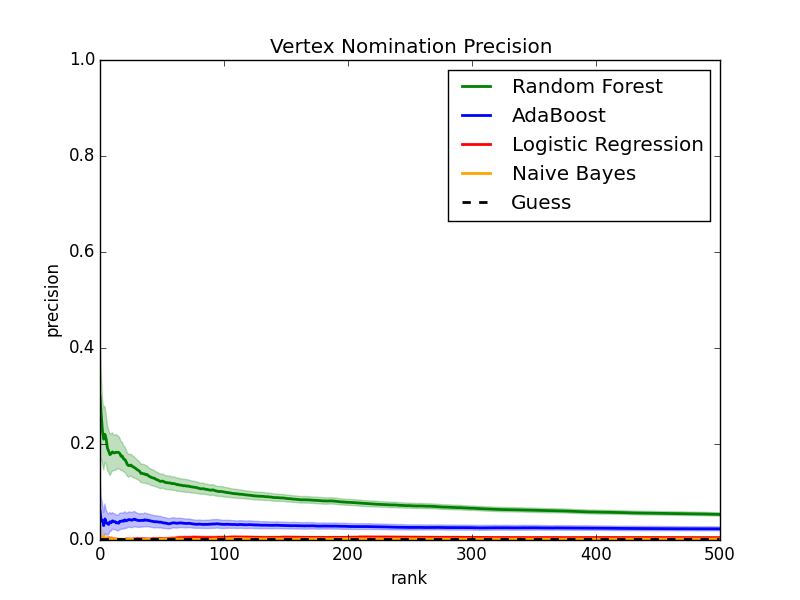 Vertex Nomination Precision
1.0
0.8
0.6
0.4
0.2
0.0
precision
Random Forest
AdaBoost
Logistic Regression
Naive Bayes
Guess
0 100 200 300 400 500
rank